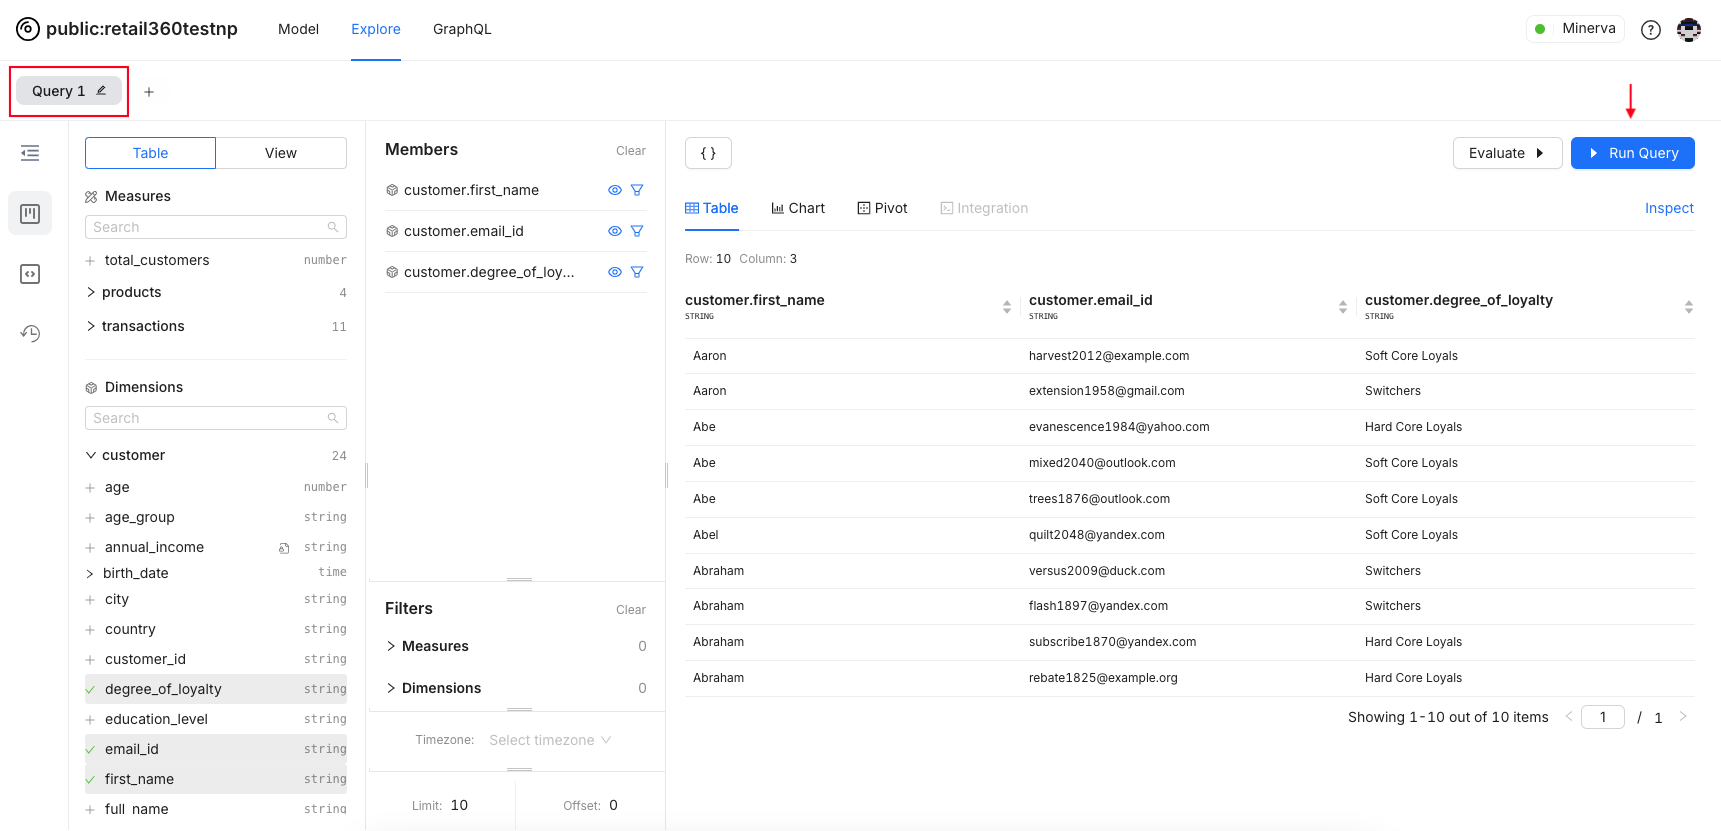 public:retail360testnp
Model
Explore
GraphQL
Minerva
?
Query 1
+
Table
View
Measures
Search
total_customers number
products 4
transactions 11
Dimensions
Search
customer 24
age number
age_group string
annual_income string
birth_date time
city string
country string
customer_id string
degree_of_loyalty string
education_level string
email_id string
first_name string
full_name string
Members Clear
customer.first_name
customer.email_id
customer.degree_of_loy...
Filters Clear
Measures 0
Dimensions 0
Timezone: Select timezone
Limit: 10
Offset: 0
{ }
Evaluate
Run Query
Table
Chart
Pivot
Integration
Inspect
Row: 10 Column: 3
customer.first_name customer.email_id customer.degree_of_loyalty
STRING STRING STRING
Aaron harvest2012@example.com Soft Core Loyals
Aaron extension1958@gmail.com Switchers
Abe evanescence1984@yahoo.com Hard Core Loyals
Abe mixed2040@outlook.com Soft Core Loyals
Abe trees1876@outlook.com Soft Core Loyals
Abel quilt2048@yandex.com Soft Core Loyals
Abraham versus2009@duck.com Switchers
Abraham flash1897@yandex.com Switchers
Abraham subscribe1870@yandex.com Hard Core Loyals
Abraham rebate1825@example.org Hard Core Loyals
Showing 1-10 out of 10 items < 1 / 1 >